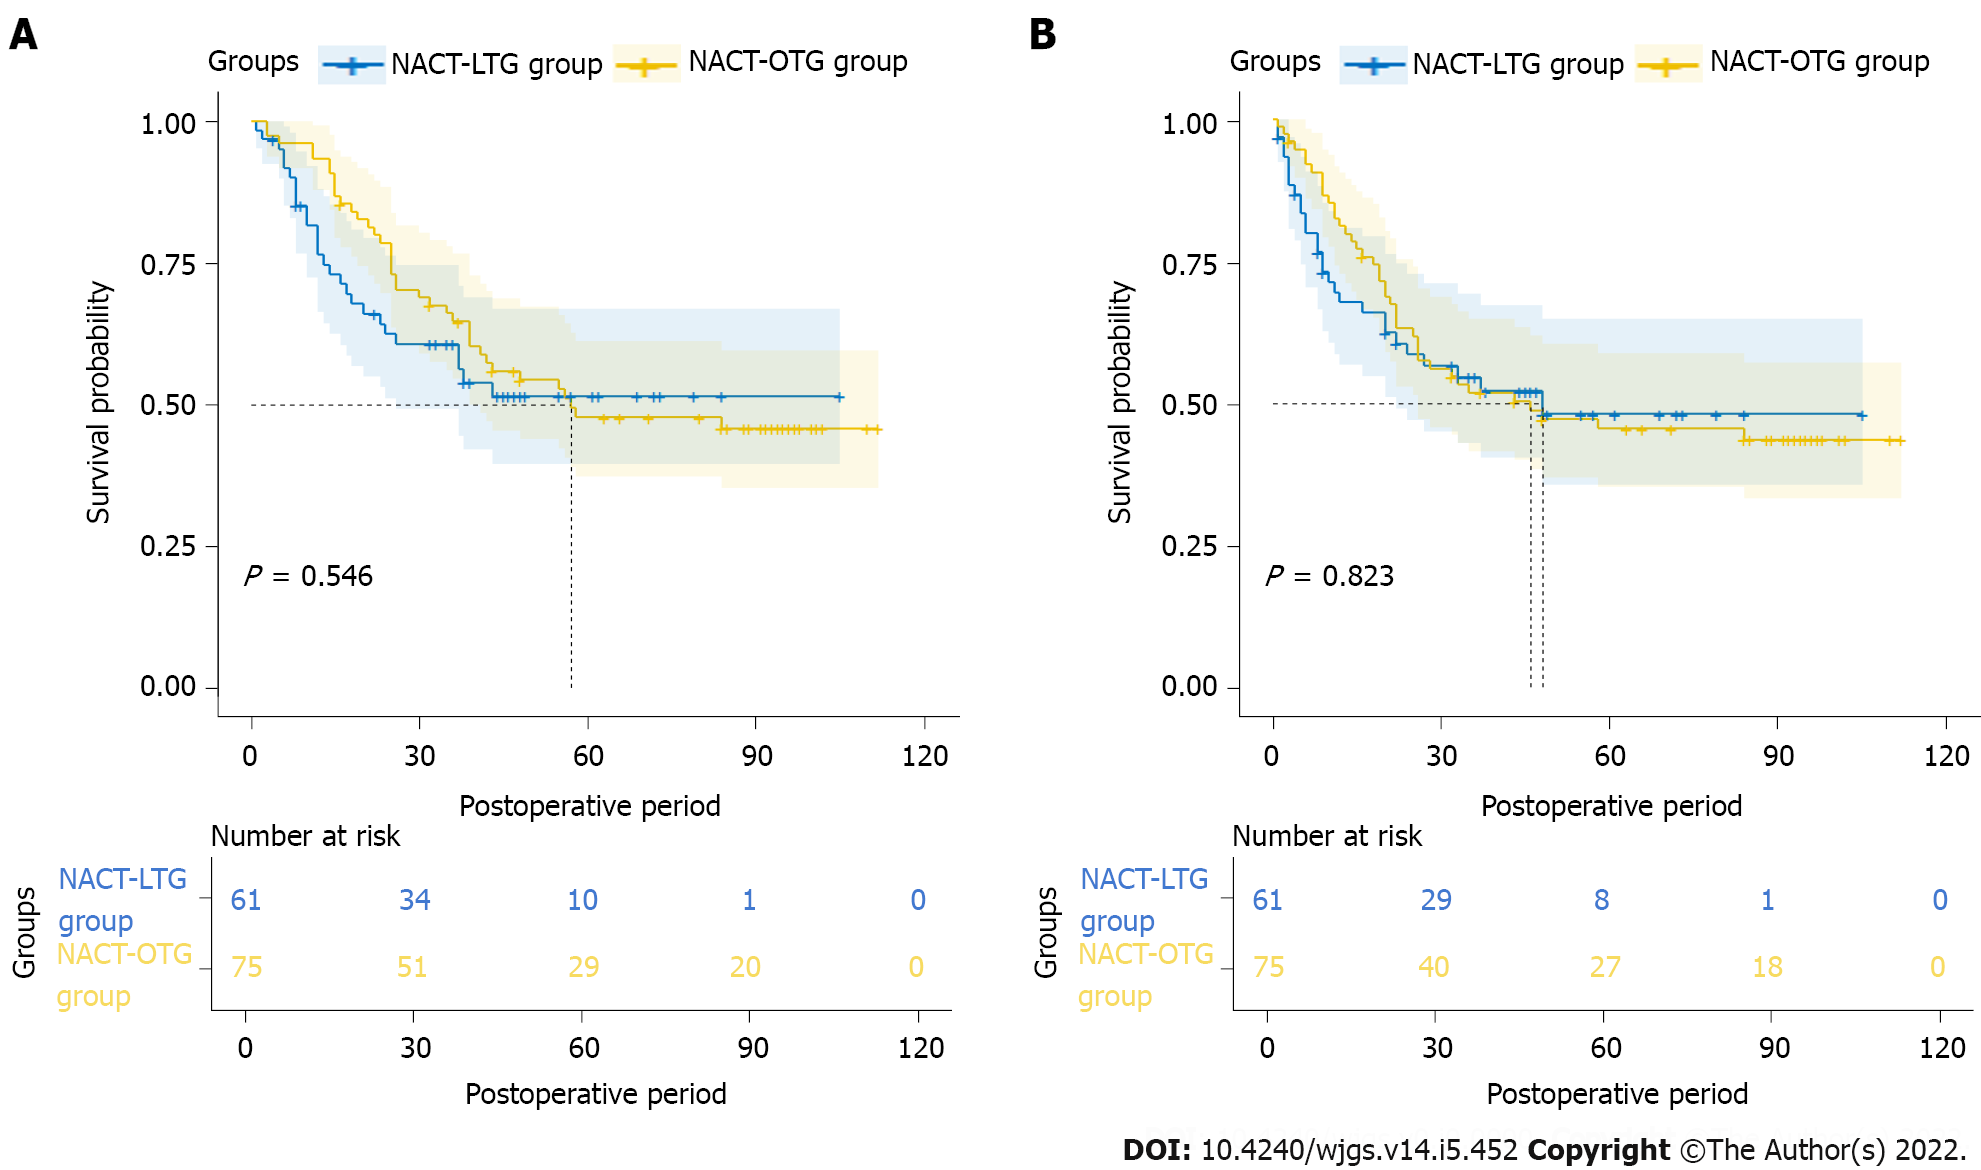 A
Groups NACT-LTG group NACT-OTG group
1.00
0.75
0.50
0.25
0.00
Survival probability
P = 0.546
0 30 60 90 120
Postoperative period
Number at risk
Groups
NACT-LTG group
61 34 10 1 0
NACT-OTG group
75 51 29 20 0
0 30 60 90 120
Postoperative period
B
Groups NACT-LTG group NACT-OTG group
1.00
0.75
0.50
0.25
0.00
Survival probability
P = 0.823
0 30 60 90 120
Postoperative period
Number at risk
Groups
NACT-LTG group
61 29 8 1 0
NACT-OTG group
75 40 27 18 0
0 30 60 90 120
Postoperative period
DOI: 10.4240/wjgs.v14.i5.452 Copyright ©The Author(s) 2022.